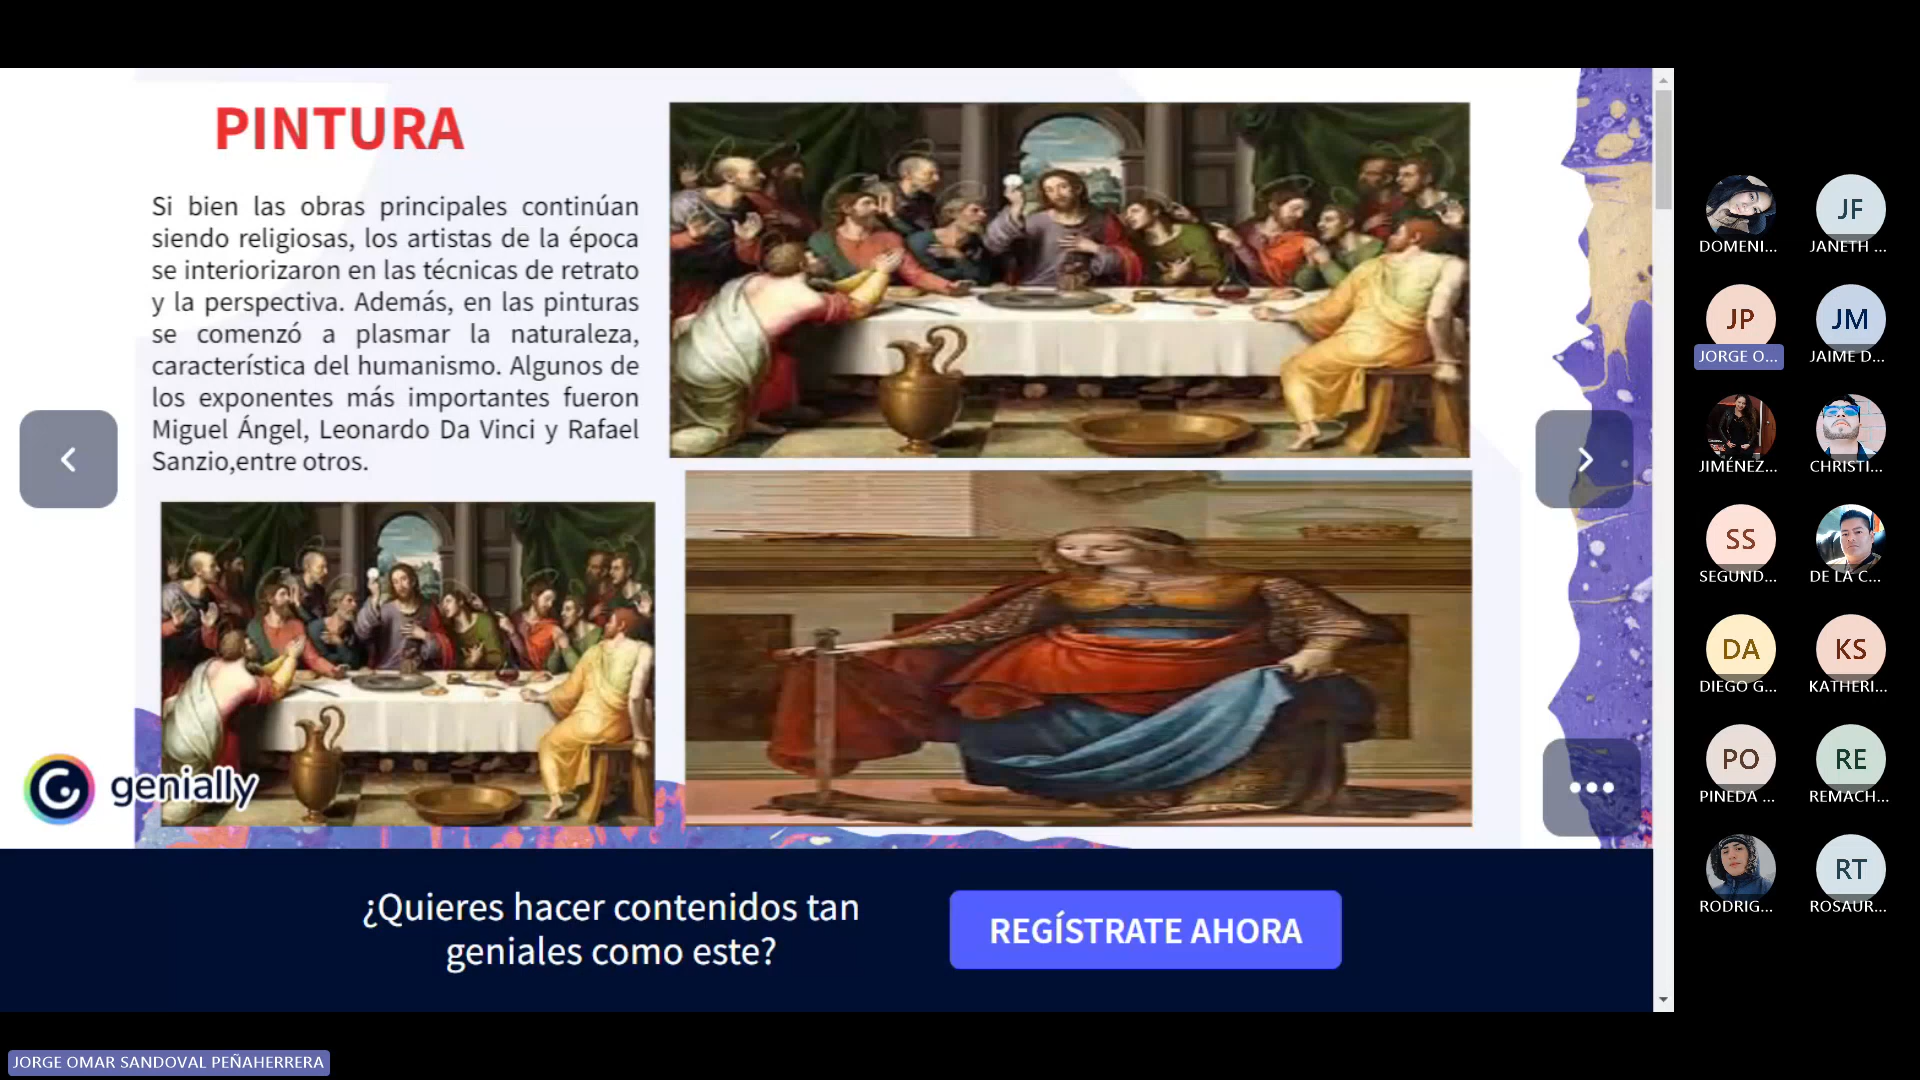 PINTURA
Si bien las obras principales continúan
siendo religiosas, los artistas de la época
se interiorizaron en las técnicas de retrato
y la perspectiva. Además, en las pinturas
se comenzó a plasmar la naturaleza,
característica del humanismo. Algunos de
los exponentes más importantes fueron
Miguel Ángel, Leonardo Da Vinci y Rafael
Sanzio,entre otros.
genially
¿Quieres hacer contenidos tan
geniales como este?
REGÍSTRATE AHORA
DOMENI...
JF
JANETH ...
JP
JORGE O...
JM
JAIME D...
JIMÉNEZ...
CHRISTI...
SS
SEGUND...
DE LA C...
DA
DIEGO G...
KS
KATHERI...
PO
PINEDA ...
RE
REMACH...
RODRIG...
RT
ROSAUR...
JORGE OMAR SANDOVAL PEÑAHERRERA